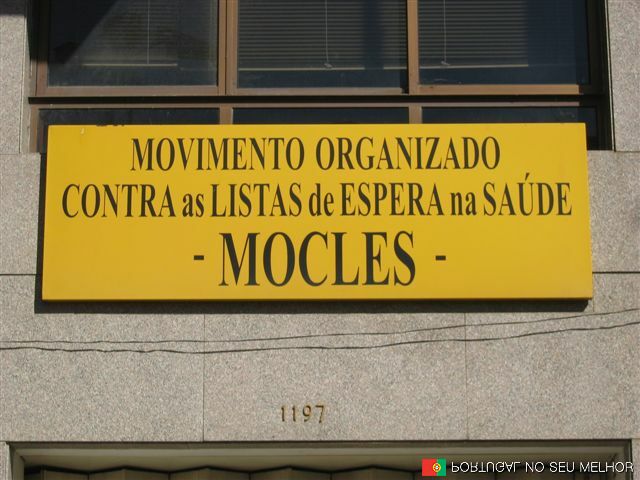 MOVIMENTO ORGANIZADO
CONTRA as LISTAS de ESPERA na SAÚDE
- MOCLES -
1197
PORTUGAL NO SEU MELHOR